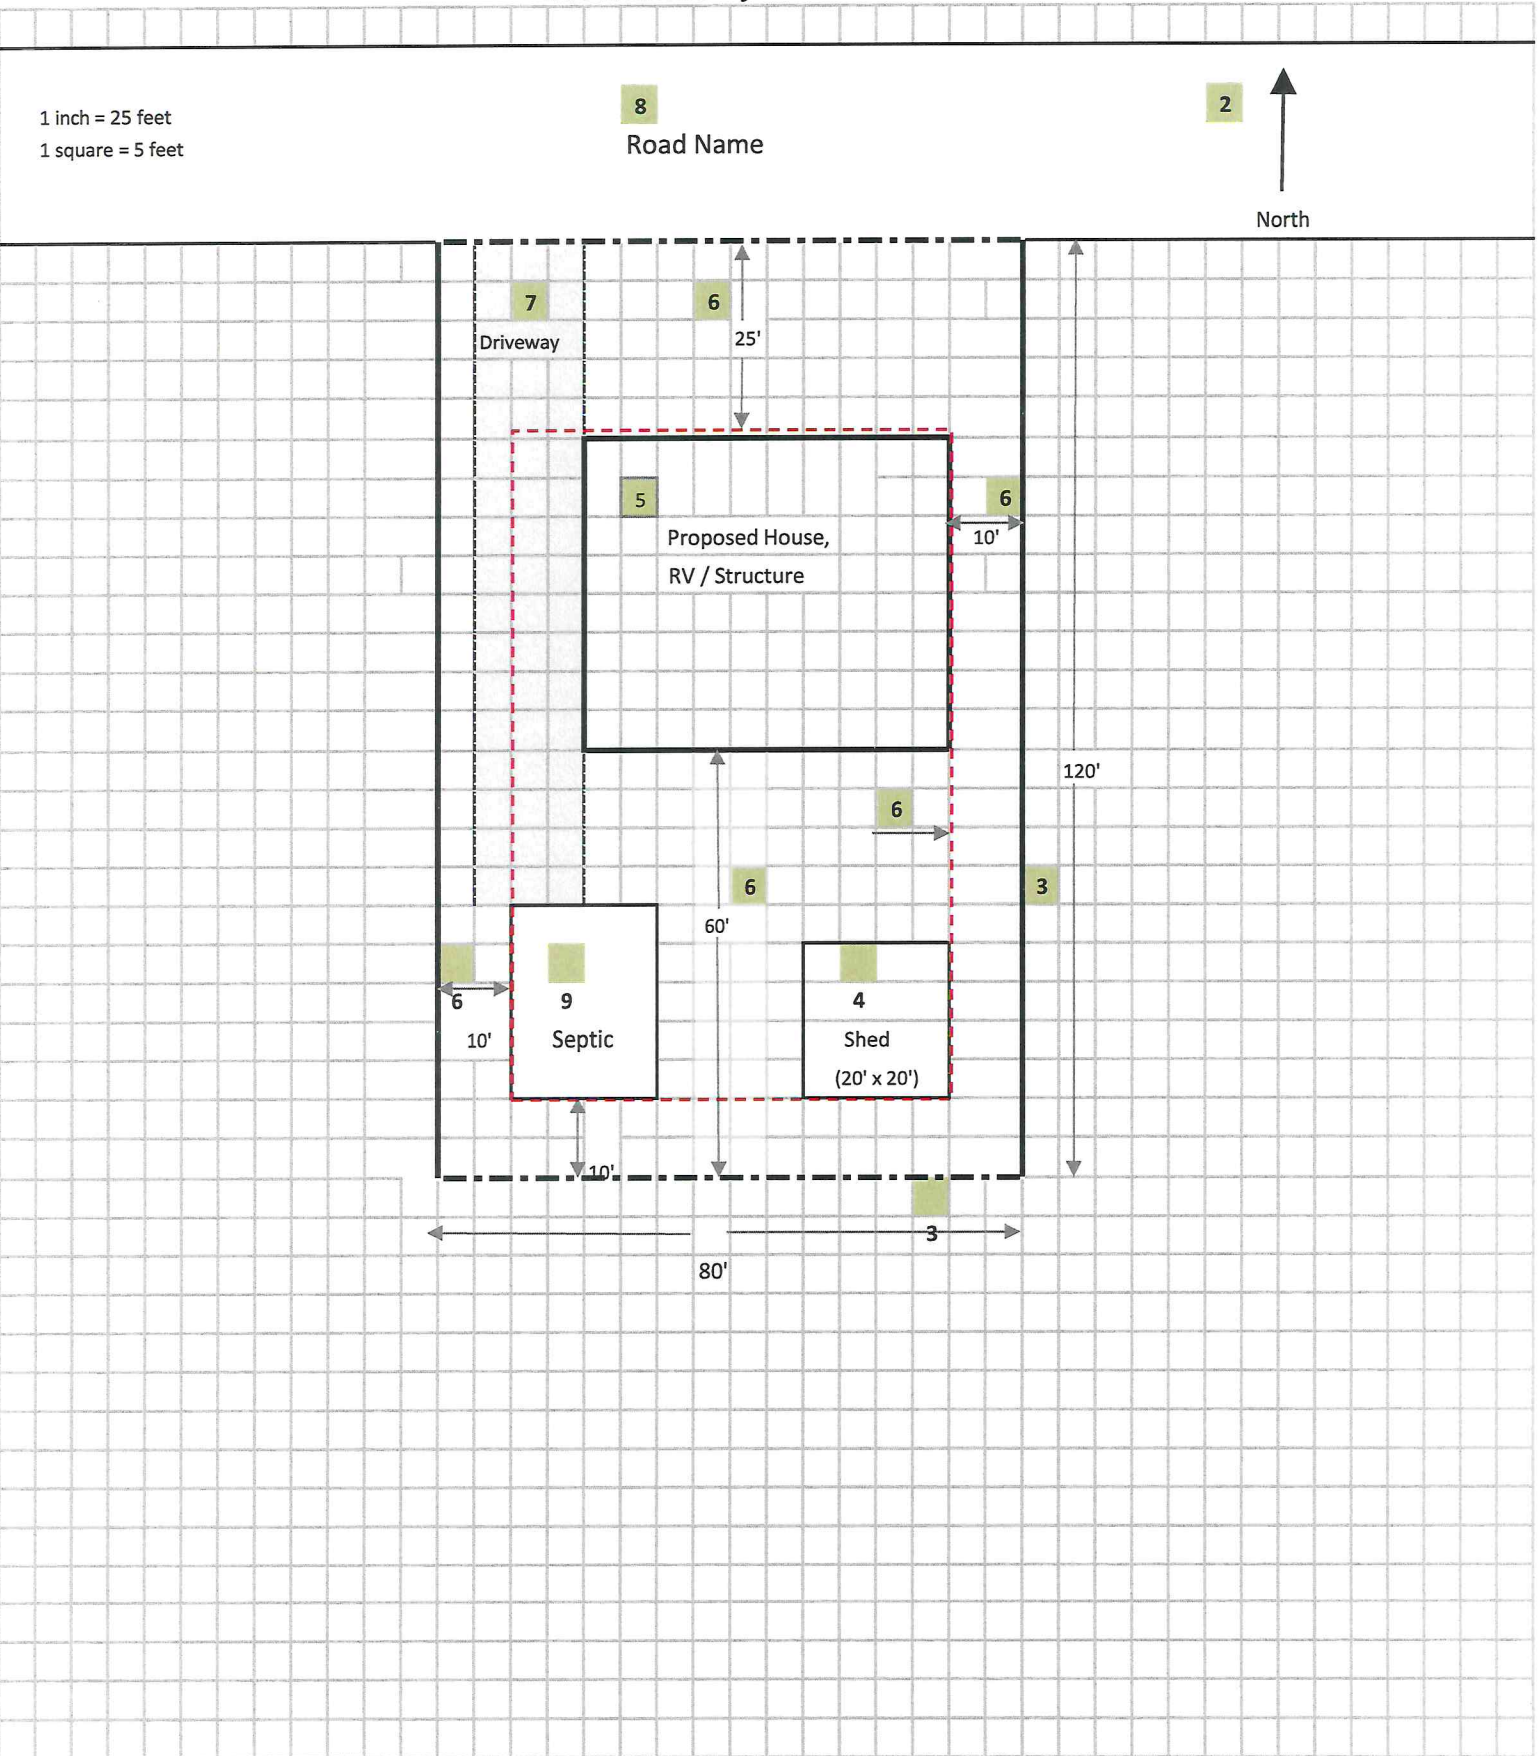 1 inch = 25 feet
1 square = 5 feet
8
Road Name
2
North
7
Driveway
6
25'
5
Proposed House,
RV / Structure
6
10'
120'
6
6
60'
3
6
10'
9
Septic
4
Shed
(20' x 20')
10'
3
80'